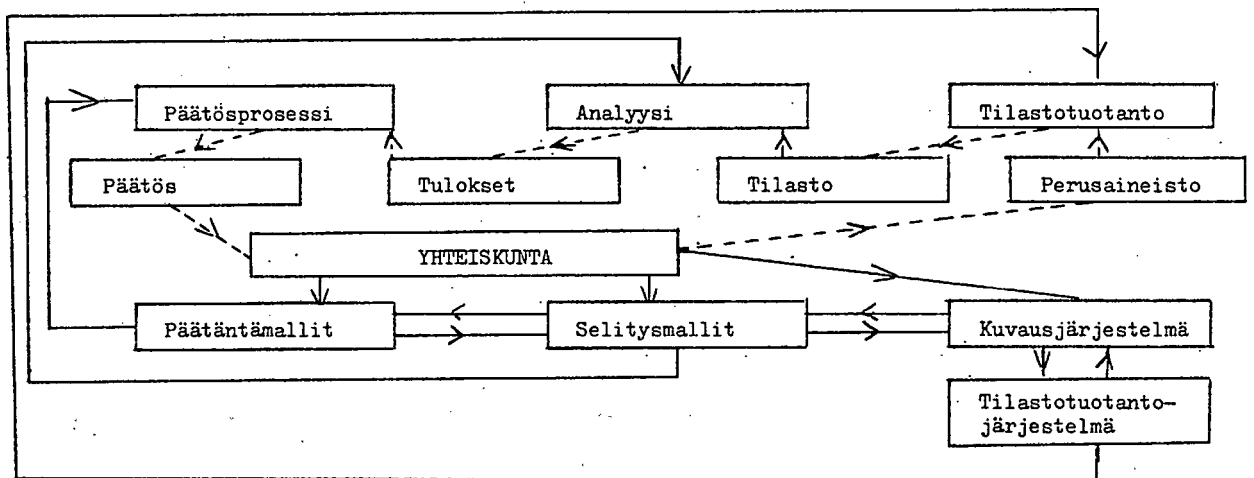 Päätösprosessi
Analyysi
Tilastotuotanto
Päätös
Tulokset
Tilasto
Perusaineisto
YHTEISKUNTA
Päätäntämallit
Selitysmallit
Kuvausjärjestelmä
Tilastotuotanto-
järjestelmä